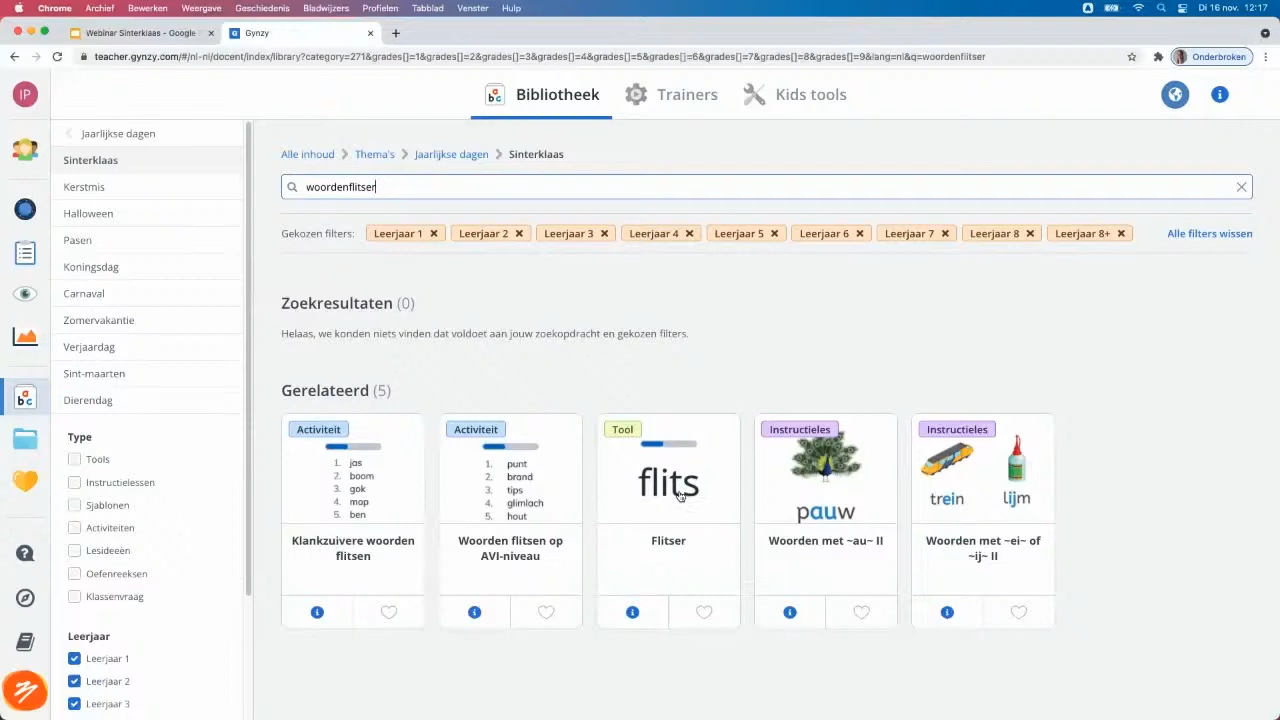 Chrome Archief Bewerken Weergave Geschiedenis Bladwijzers Profielen Tabblad Venster Hulp Di 16 nov. 12:17
Webinar Sinterklaas - Google Gynzy
teacher.gynzy.com/#/nl-nl/docent/index/library?category=271&grades[]=1&grades[]=2&grades[]=3&grades[]=4&grades[]=5&grades[]=6&grades[]=7&grades[]=8&grades[]=9&lang=nl&q=woordenflitser Onderbroken
IP
Bibliotheek Trainers Kids tools
Jaarlijkse dagen
Sinterklaas
Kerstmis
Halloween
Pasen
Koningsdag
Carnaval
Zomervakantie
Verjaardag
Sint-maarten
Dierendag
Type
Tools
Instructielessen
Sjablonen
Activiteiten
Lesideeën
Oefenreeksen
Klassenvraag
Leerjaar
Leerjaar 1
Leerjaar 2
Leerjaar 3
abc
Alle inhoud Thema's Jaarlijkse dagen Sinterklaas
woordenflitser
Gekozen filters: Leerjaar 1 Leerjaar 2 Leerjaar 3 Leerjaar 4 Leerjaar 5 Leerjaar 6 Leerjaar 7 Leerjaar 8 Leerjaar 8+ Alle filters wissen
Zoekresultaten (0)
Helaas, we konden niets vinden dat voldoet aan jouw zoekopdracht en gekozen filters.
Gerelateerd (5)
Activiteit
1. jas
2. boom
3. gok
4. map
5. ben
Klankzuivere woorden
flitsen
Activiteit
1. punt
2. brand
3. tips
4. glimlach
5. hout
Woorden flitsen op
AVI-niveau
Tool
flits
Flitser
Instructieles
pauw
Woorden met ~au~ II
Instructieles
trein lijm
Woorden met ~ei~ of
~ij~ II